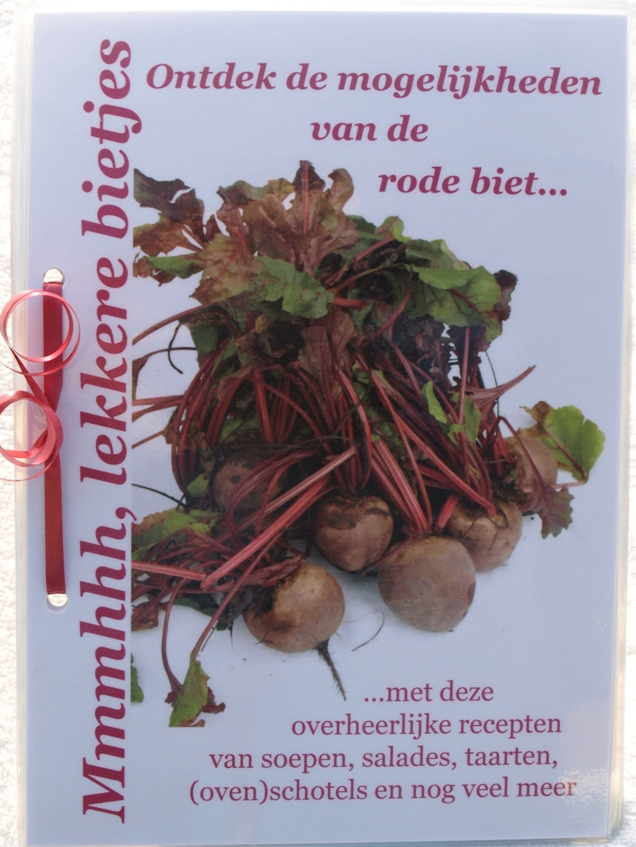 Mmmhhh, lekkere bietjes
Ontdek de mogelijkheden
van de
rode biet...
...met deze
overheerlijke recepten
van soepen, salades, taarten,
(oven)schotels en nog veel meer